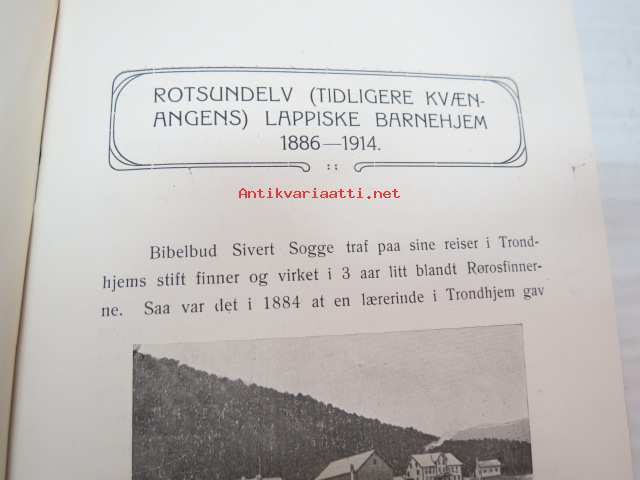 ROTSUNDELV (TIDLIGERE KVÆN-
ANGENS) LAPPISKE BARNEHJEM
1886—1914.
Antikvariaatti.net
Bibelbud Sivert Sogge traf paa sine reiser i Trond-
hjems stift finner og virket i 3 aar litt blandt Rørosfinner-
ne. Saa var det i 1884 at en lærerinde i Trondhjem gav